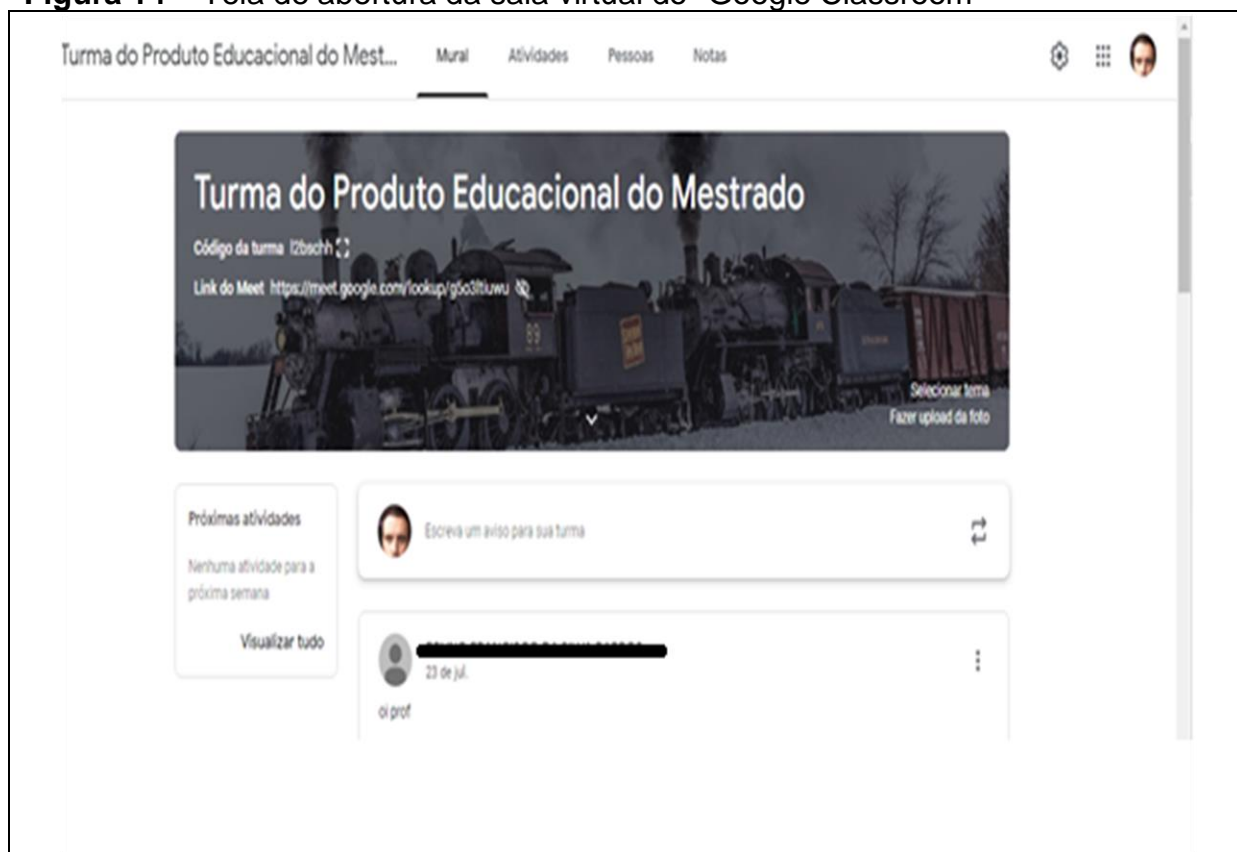 Turma do Produto Educacional do Mest... Mural Atividades Pessoas Notas
Turma do Produto Educacional do Mestrado
Código da turma l2bschh
Link do Meet https://meet.google.com/lookup/g5o3ltiuwu
89
Selecionar tema
Fazer upload da foto
Próximas atividades
Nenhuma atividade para a
próxima semana
Visualizar tudo
Escreva um aviso para sua turma
23 de jul.
oi prof